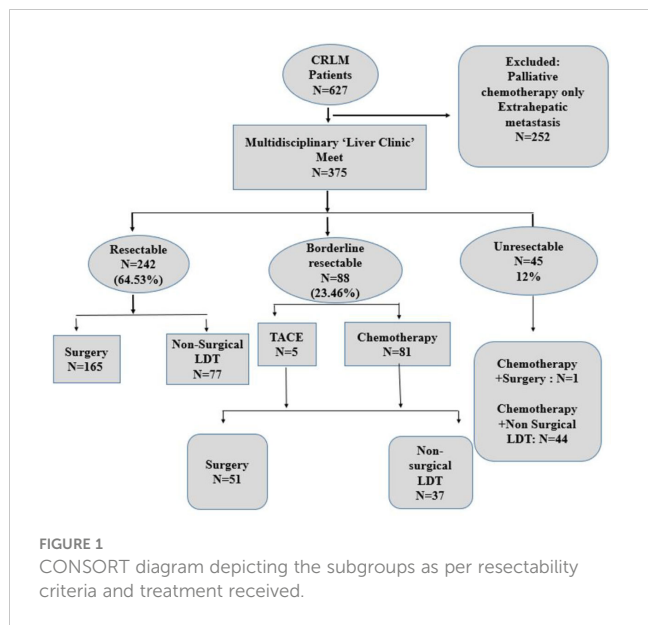 CRLM
Patients
N=627
Excluded:
Palliative
chemotherapy only
Extrahepatic
metastasis
N=252
Multidisciplinary ‘Liver Clinic’
Meet
N=375
Resectable
N=242
(64.53%)
Borderline
resectable
N=88
(23.46%)
Unresectable
N=45
12%
Surgery
N=165
Non-Surgical
LDT
N=77
TACE
N=5
Chemotherapy
N=81
Chemotherapy
+Surgery : N=1
Chemotherapy
+Non Surgical
LDT: N=44
Surgery
N=51
Non-
surgical
LDT
N=37
FIGURE 1
CONSORT diagram depicting the subgroups as per resectability
criteria and treatment received.